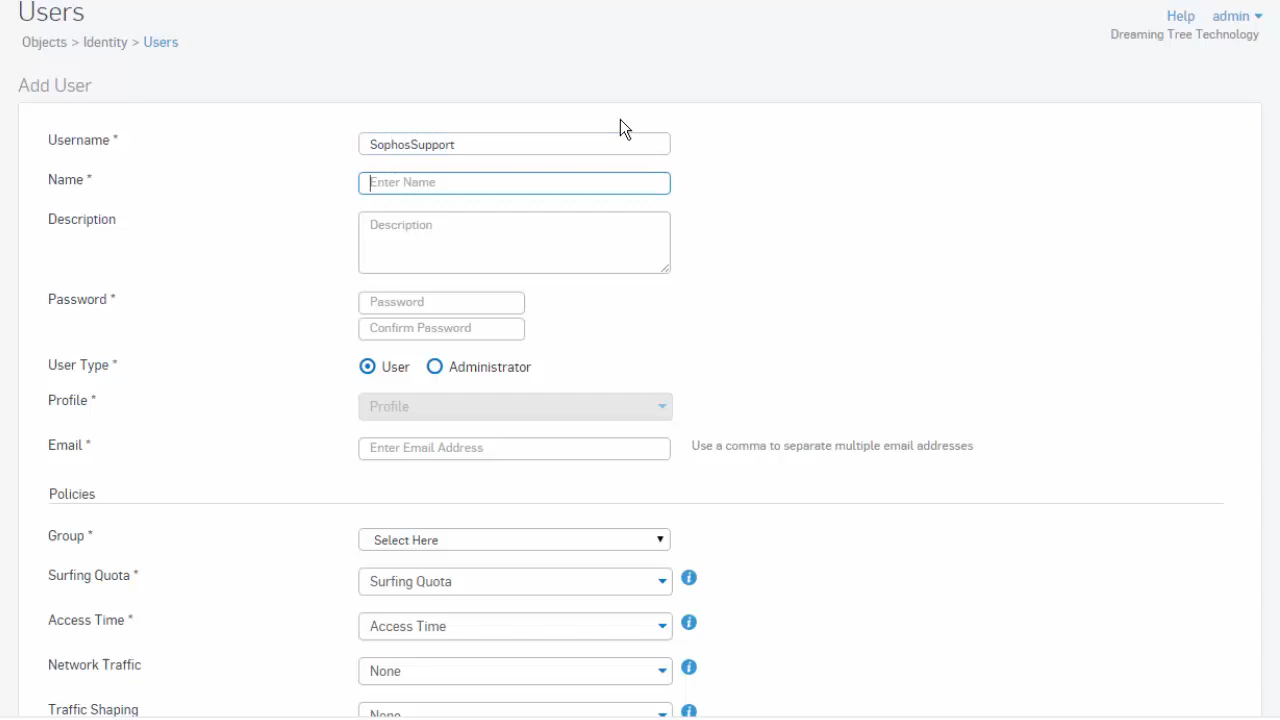 Users
Help admin
Dreaming Tree Technology
Objects > Identity > Users
Add User
Username *
SophosSupport
Name *
Enter Name
Description
Description
Password *
Password
Confirm Password
User Type *
User
Administrator
Profile *
Profile
Email *
Enter Email Address
Use a comma to separate multiple email addresses
Policies
Group *
Select Here
Surfing Quota *
Surfing Quota
Access Time *
Access Time
Network Traffic
None
Traffic Shaping
None